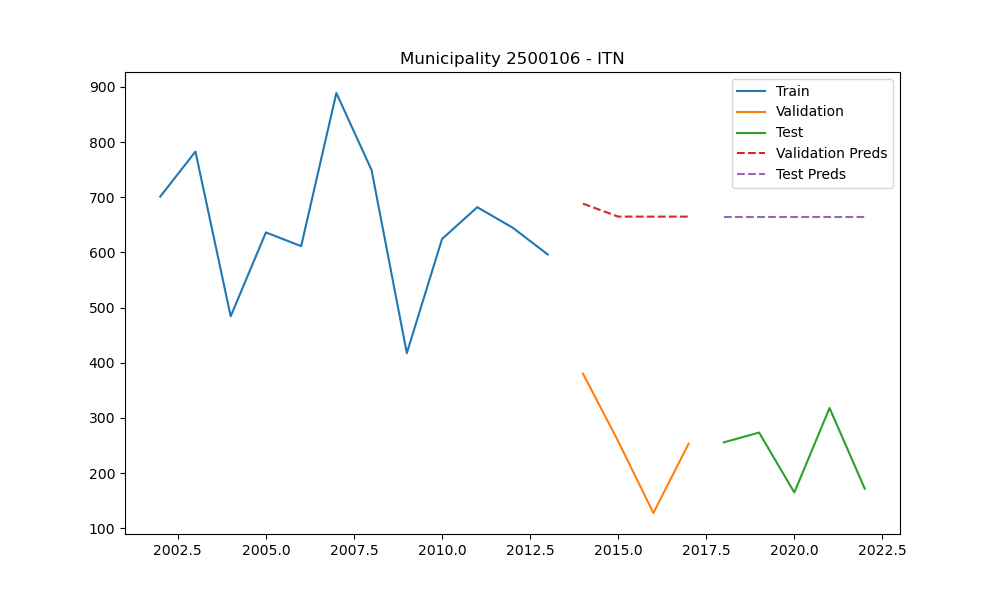 Municipality 2500106 - ITN
Train
Validation
Test
Validation Preds
Test Preds
900
800
700
600
500
400
300
200
100
2002.5 2005.0 2007.5 2010.0 2012.5 2015.0 2017.5 2020.0 2022.5